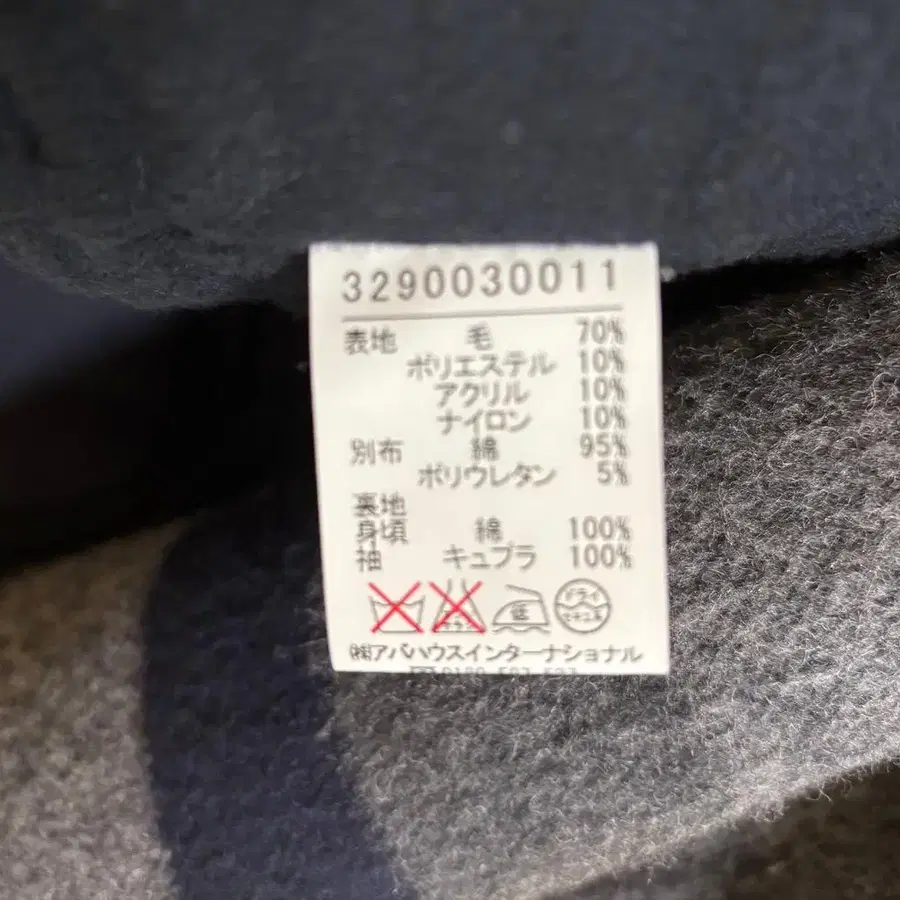 3290030011
表地 毛 70%
ポリエステル 10%
アクリル 10%
ナイロン 10%
別布 綿 95%
ポリウレタン 5%
裏地
身頃 綿 100%
袖 キュプラ 100%
低 ドライ
㈱アバハウスインターナショナル